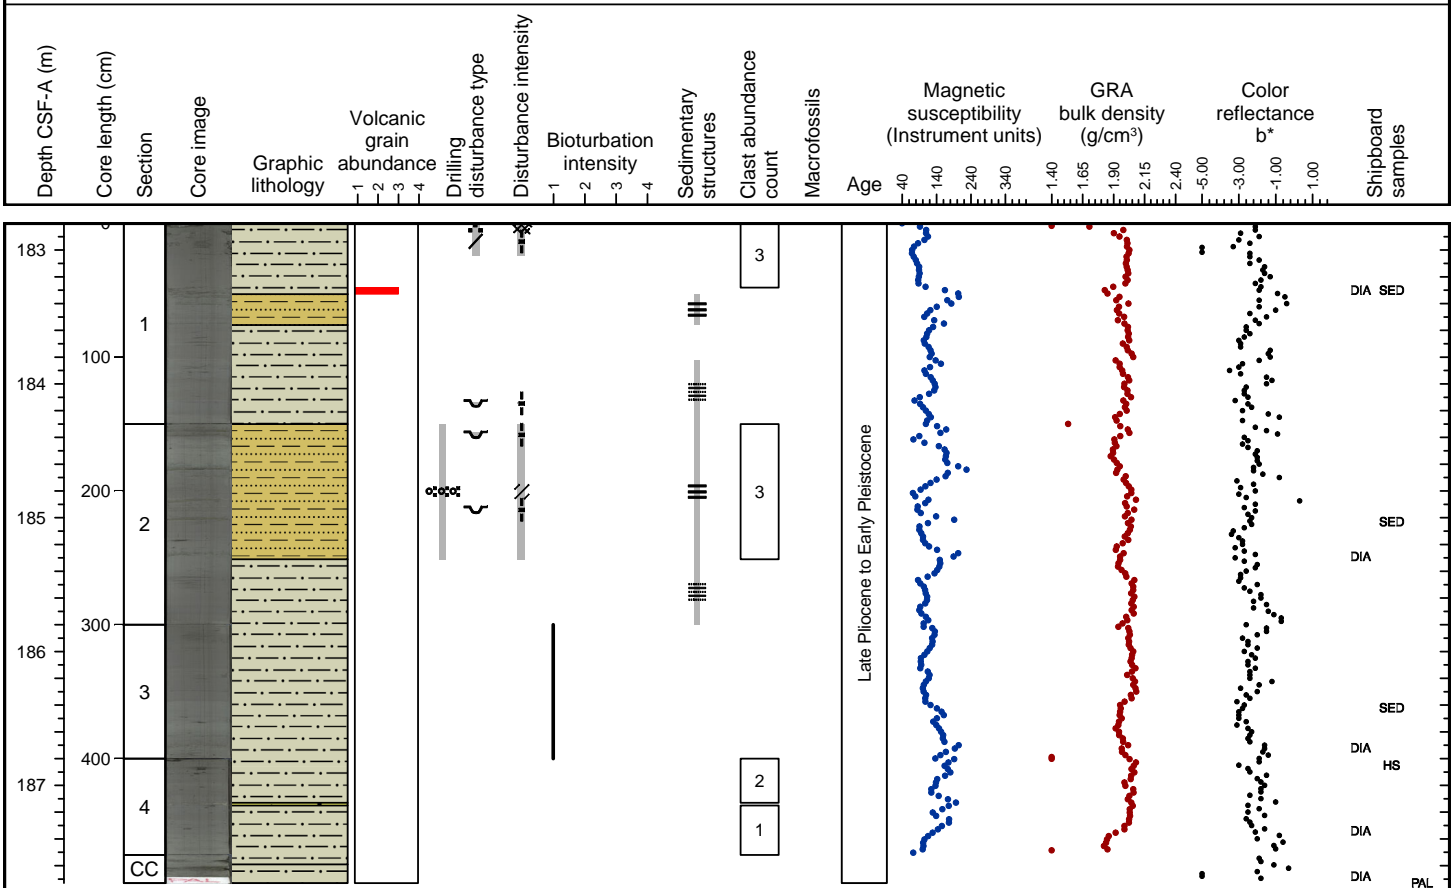 Depth CSF-A (m)
Core length (cm)
Section
Core image
Graphic
lithology
Volcanic
grain
abundance
1 2 3 4
Drilling
disturbance type
Disturbance intensity
Bioturbation
intensity
1 2 3 4
Sedimentary
structures
Clast abundance
count
Macrofossils
Age
Magnetic
susceptibility
(Instrument units)
40 140 240 340
GRA
bulk density
(g/cm³)
1.40 1.65 1.90 2.15 2.40
Color
reflectance
b*
-5.00 -3.00 -1.00 1.00
Shipboard
samples
0
183
3
DIA SED
1
100
184
Late Pliocene to Early Pleistocene
200
3
185
2
SED
DIA
300
186
3
SED
DIA
400
HS
187
2
4
1
DIA
CC
DIA
PAL